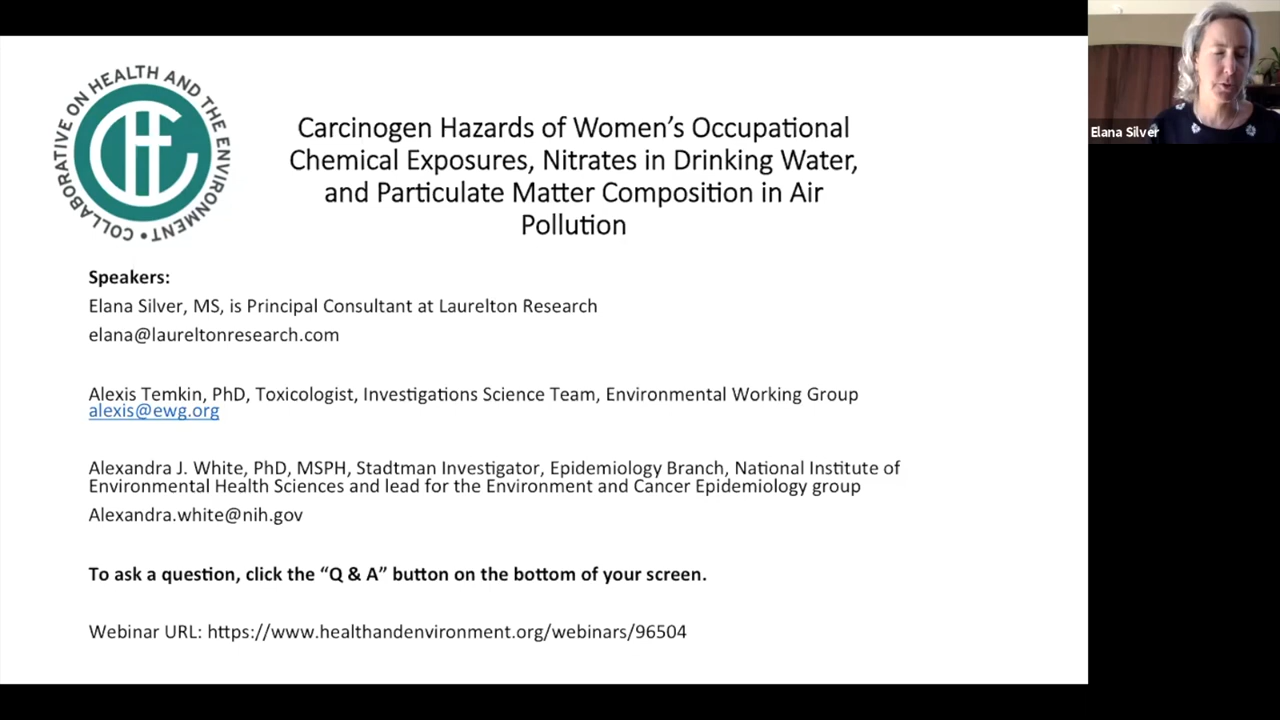 COLLABORATIVE ON HEALTH AND THE ENVIRONMENT •
CHE
Carcinogen Hazards of Women’s Occupational
Chemical Exposures, Nitrates in Drinking Water,
and Particulate Matter Composition in Air
Pollution
Elana Silver
Speakers:
Elana Silver, MS, is Principal Consultant at Laurelton Research
elana@laureltonresearch.com
Alexis Temkin, PhD, Toxicologist, Investigations Science Team, Environmental Working Group
alexis@ewg.org
Alexandra J. White, PhD, MSPH, Stadtman Investigator, Epidemiology Branch, National Institute of
Environmental Health Sciences and lead for the Environment and Cancer Epidemiology group
Alexandra.white@nih.gov
To ask a question, click the “Q & A” button on the bottom of your screen.
Webinar URL: https://www.healthandenvironment.org/webinars/96504